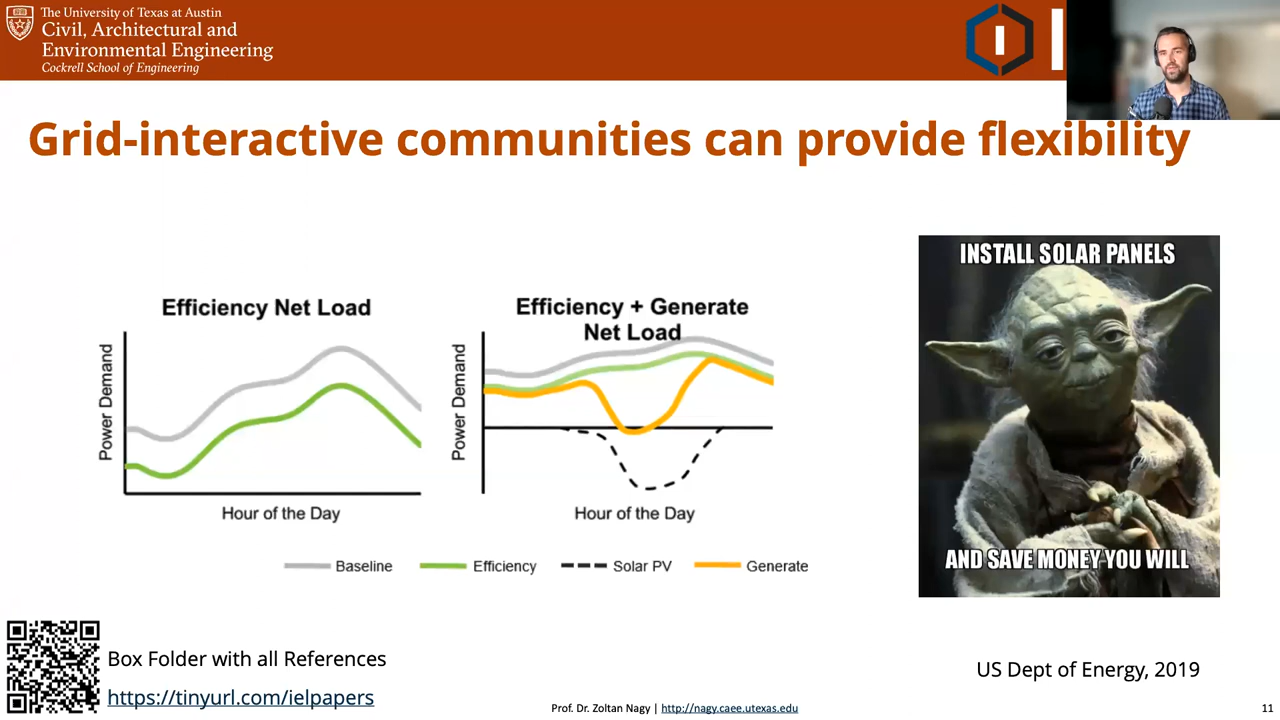 The University of Texas at Austin
Civil, Architectural and
Environmental Engineering
Cockrell School of Engineering
Grid-interactive communities can provide flexibility
Efficiency Net Load
Power Demand
Hour of the Day
Efficiency + Generate
Net Load
Power Demand
Hour of the Day
Baseline
Efficiency
Solar PV
Generate
INSTALL SOLAR PANELS
AND SAVE MONEY YOU WILL
Box Folder with all References
https://tinyurl.com/ielpapers
US Dept of Energy, 2019
Prof. Dr. Zoltan Nagy | http://nagy.caee.utexas.edu
11